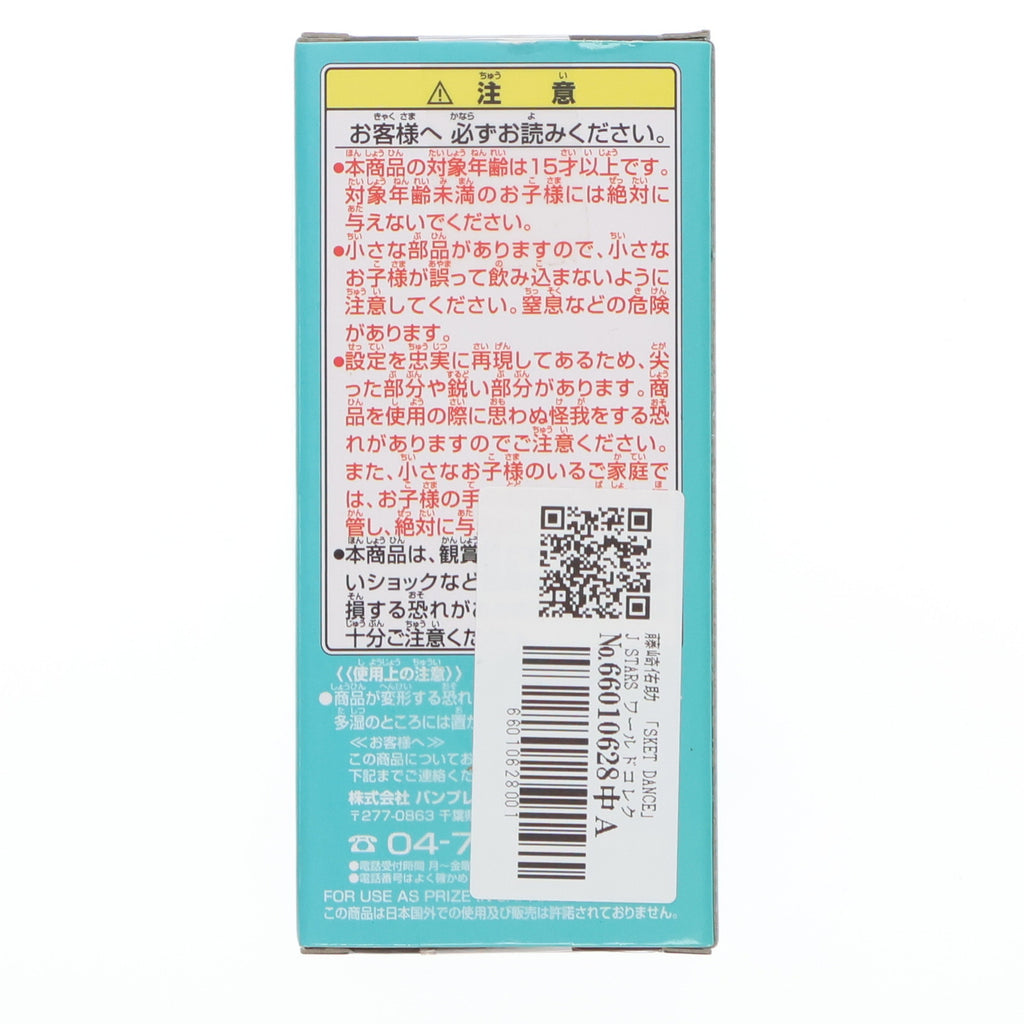 ⚠ 注 意
お客様へ 必ずお読みください。
●本商品の対象年齢は15才以上です。
対象年齢未満のお子様には絶対に
与えないでください。
●小さな部品がありますので、小さな
お子様が誤って飲み込まないように
注意してください。窒息などの危険
があります。
●設定を忠実に再現してあるため、尖
った部分や鋭い部分があります。商
品を使用の際に思わぬ怪我をする恐
れがありますのでご注意ください。
また、小さなお子様のいるご家庭で
は、お子様の手
管し、絶対に与
●本商品は、観賞
いショックなど
損する恐れがあ
十分ご注意くだ
《使用上の注意》
●商品が変形する恐れ
多湿のところには置か
≪お客様へ≫
この商品についてお
下記までご連絡くだ
株式会社 バンプレ
〒277-0863 千葉県
☎ 04-7
●電話受付時間 月〜金曜
●電話番号はよく確かめ
FOR USE AS PRIZE IN
この商品は日本国外での使用及び販売は許諾されておりません。
藤崎佑助 「SKET DANCE」
J STARS ワールドコレク
No.66010628中 A
66010628001